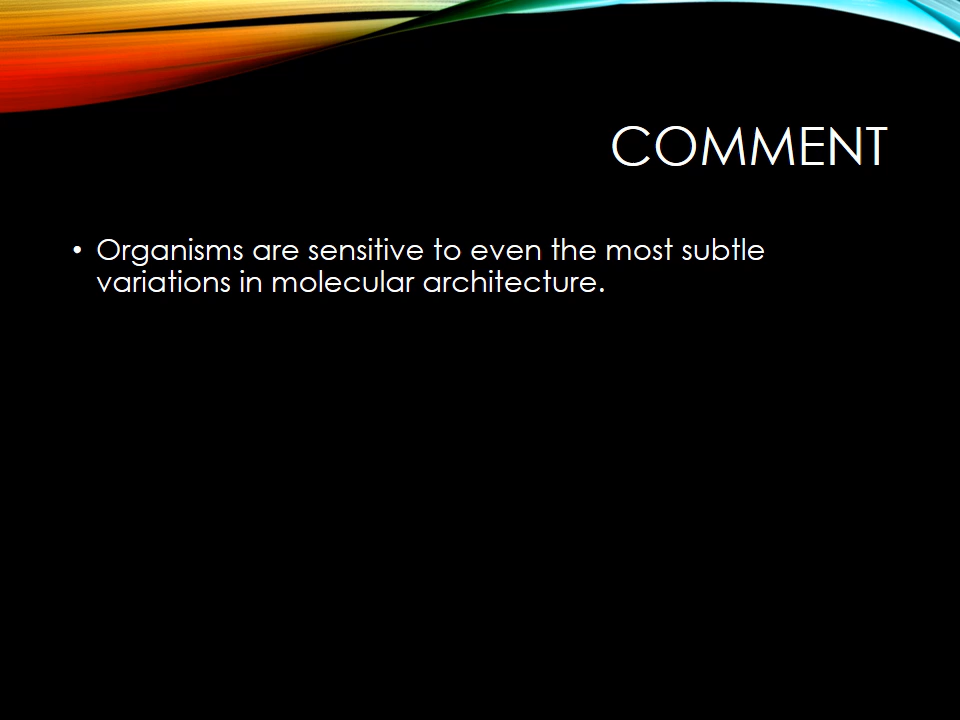 COMMENT
• Organisms are sensitive to even the most subtle
variations in molecular architecture.